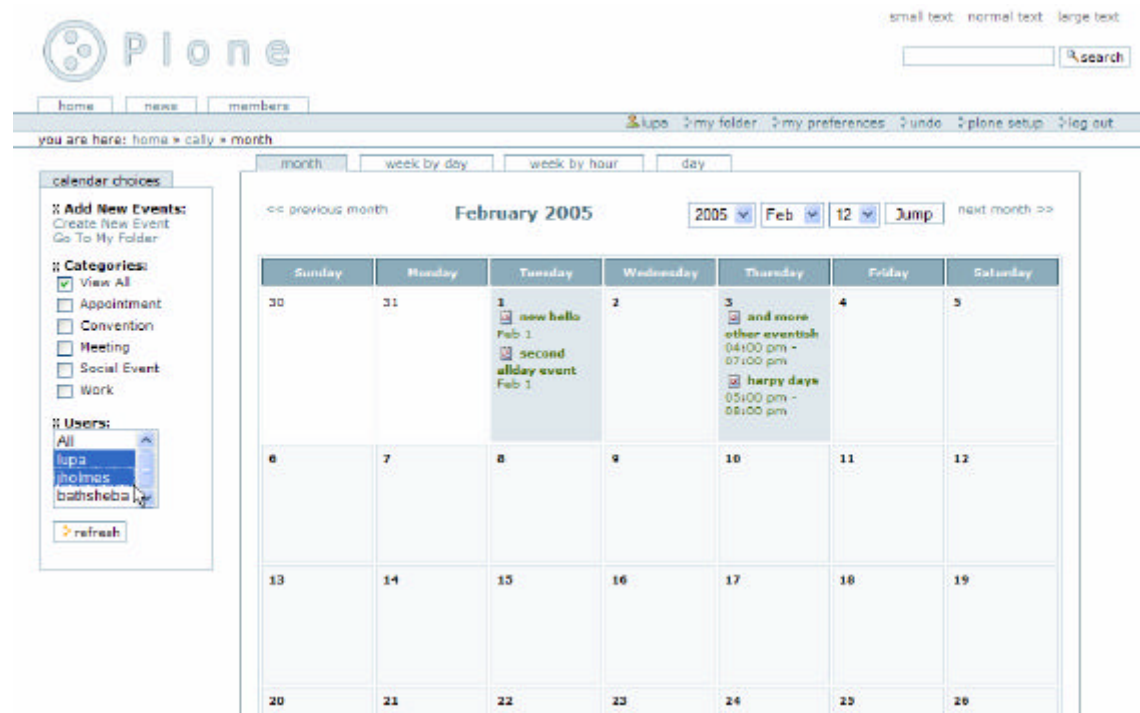 small text normal text large text
Plone
search
home news members
lupa my folder my preferences undo plone setup log out
you are here: home » cally » month
month week by day week by hour day
calendar choices
Add New Events:
Create New Event
Go To My Folder
Categories:
View All
Appointment
Convention
Meeting
Social Event
Work
Users:
All
lupa
jholmes
bathsheba
refresh
<< previous month February 2005 2005 Feb 12 Jump next month >>
Sunday Monday Tuesday Wednesday Thursday Friday Saturday
30 31 1 2 3 4 5
new hello
Feb 1
second
allday event
Feb 1
and more
other eventish
04:00 pm -
07:00 pm
harpy days
05:00 pm -
08:00 pm
6 7 8 9 10 11 12
13 14 15 16 17 18 19
20 21 22 23 24 25 26